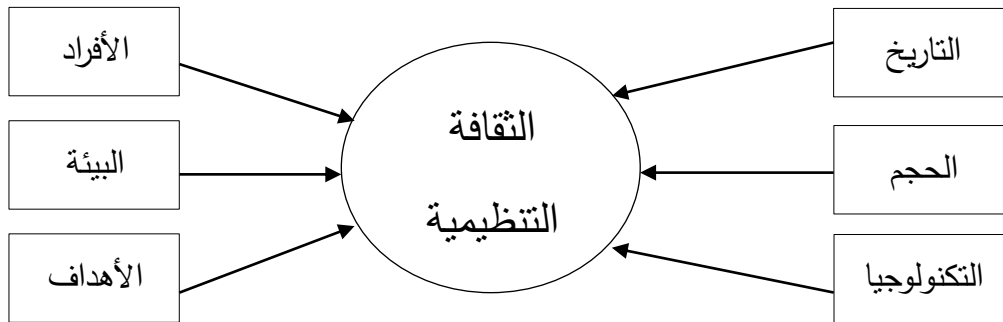 التاريخ
الأفراد
الثقافة
التنظيمية
الحجم
البيئة
التكنولوجيا
الأهداف